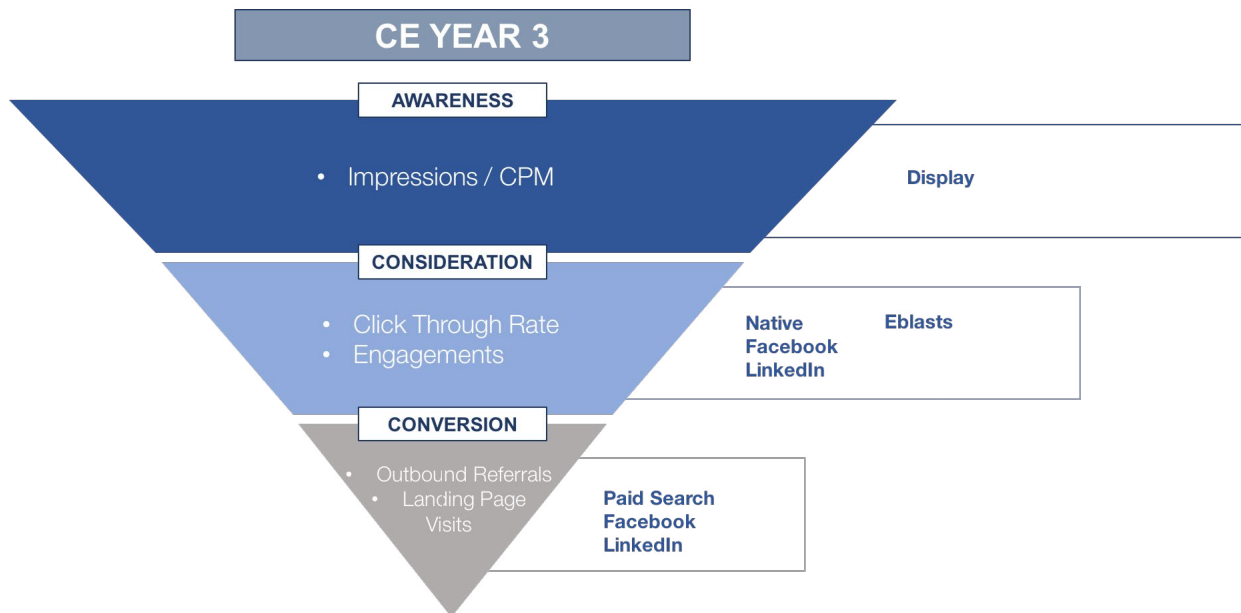 CE YEAR 3
AWARENESS
• Impressions / CPM
Display
CONSIDERATION
• Click Through Rate
• Engagements
Native
Facebook
LinkedIn
Eblasts
CONVERSION
• Outbound Referrals
• Landing Page
Visits
Paid Search
Facebook
LinkedIn